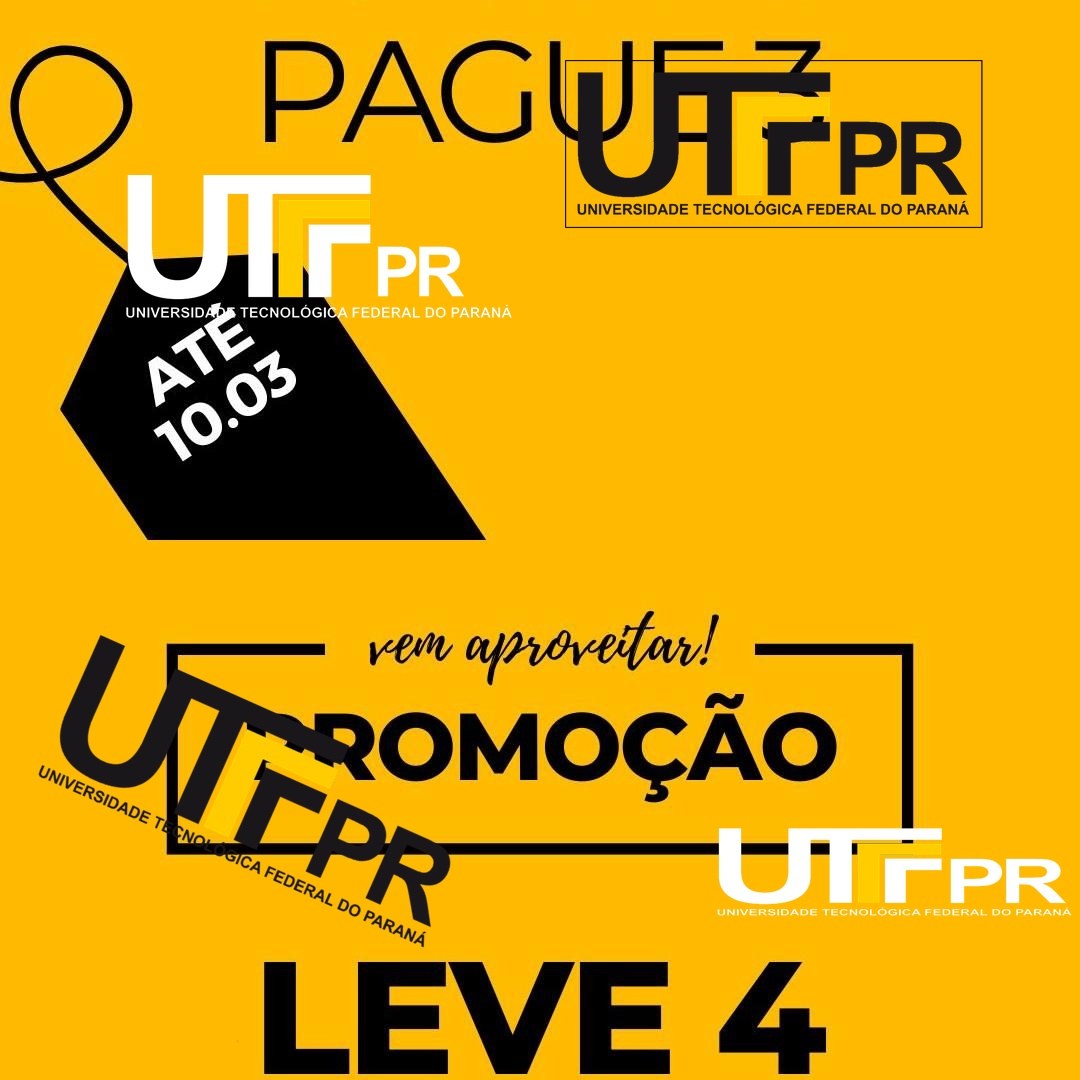 PAGUE 3
UTFPR
UNIVERSIDADE TECNOLÓGICA FEDERAL DO PARANÁ
UTFPR
UNIVERSIDADE TECNOLÓGICA FEDERAL DO PARANÁ
ATÉ
10.03
vem aproveitar!
PROMOÇÃO
UTFPR
UNIVERSIDADE TECNOLÓGICA FEDERAL DO PARANÁ
UTFPR
UNIVERSIDADE TECNOLÓGICA FEDERAL DO PARANÁ
LEVE 4